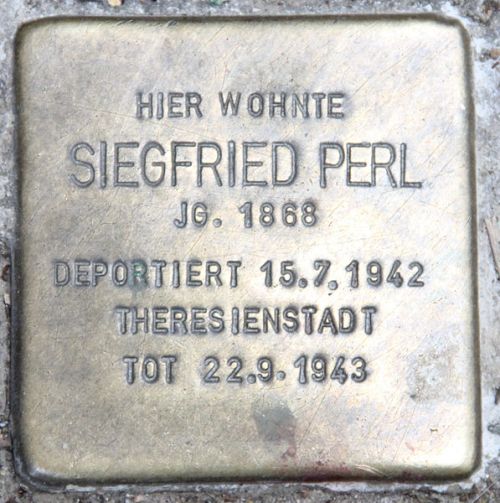 HIER WOHNTE
SIEGFRIED PERL
JG. 1868
DEPORTIERT 15.7.1942
THERESIENSTADT
TOT 22.9.1943